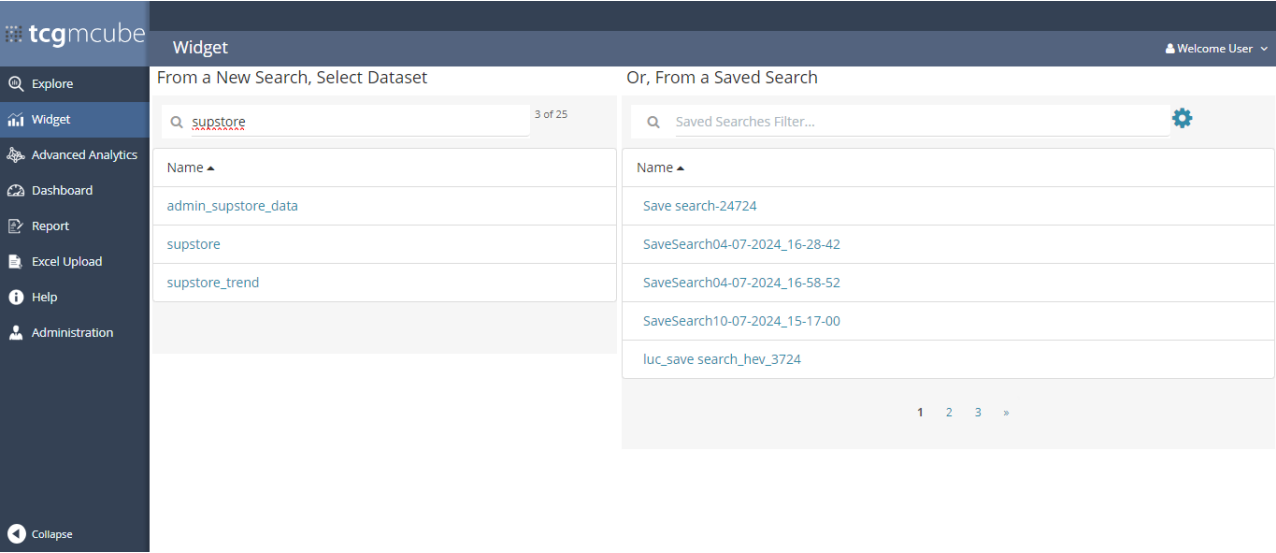 tcgmcube
Widget
Welcome User
Explore
Widget
Advanced Analytics
Dashboard
Report
Excel Upload
Help
Administration
Collapse
From a New Search, Select Dataset
supstore
3 of 25
Name
admin_supstore_data
supstore
supstore_trend
Or, From a Saved Search
Saved Searches Filter...
Name
Save search-24724
SaveSearch04-07-2024_16-28-42
SaveSearch04-07-2024_16-58-52
SaveSearch10-07-2024_15-17-00
luc_save search_hev_3724
1 2 3 »